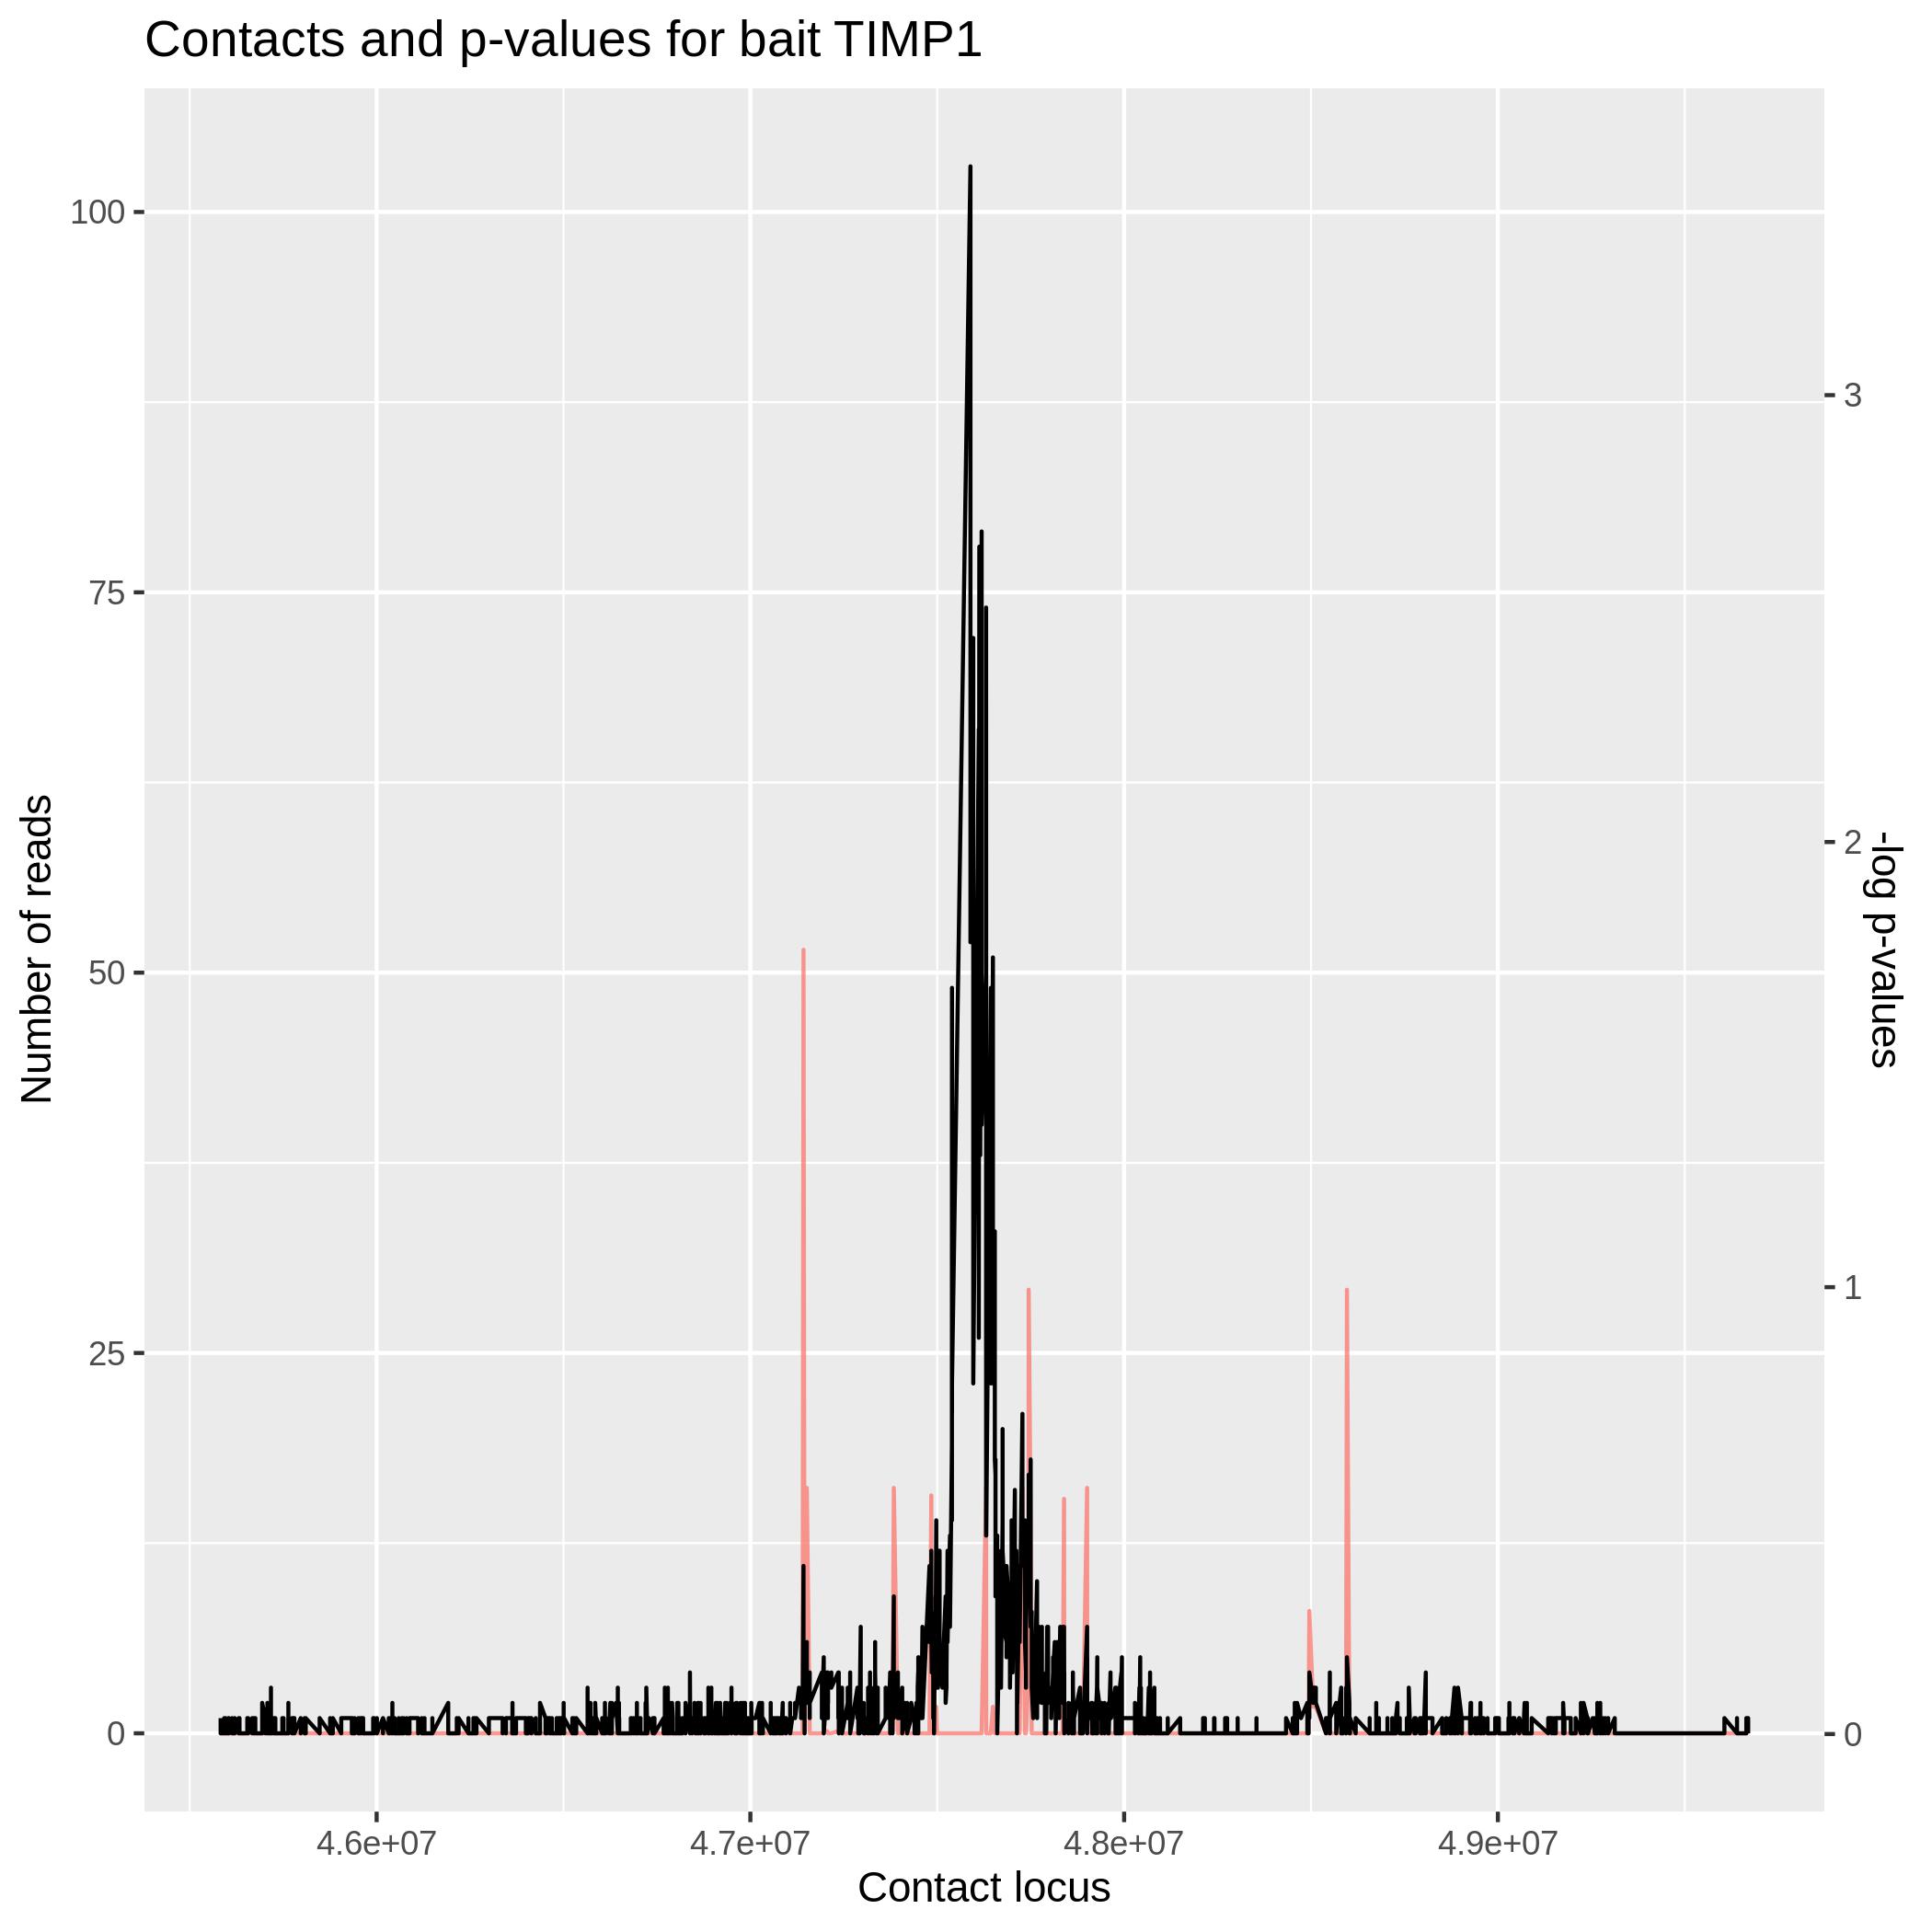 Contacts and p-values for bait TIMP1
100
75
50
25
0
Number of reads
3
2
1
0
-log p-values
4.6e+07 4.7e+07 4.8e+07 4.9e+07
Contact locus